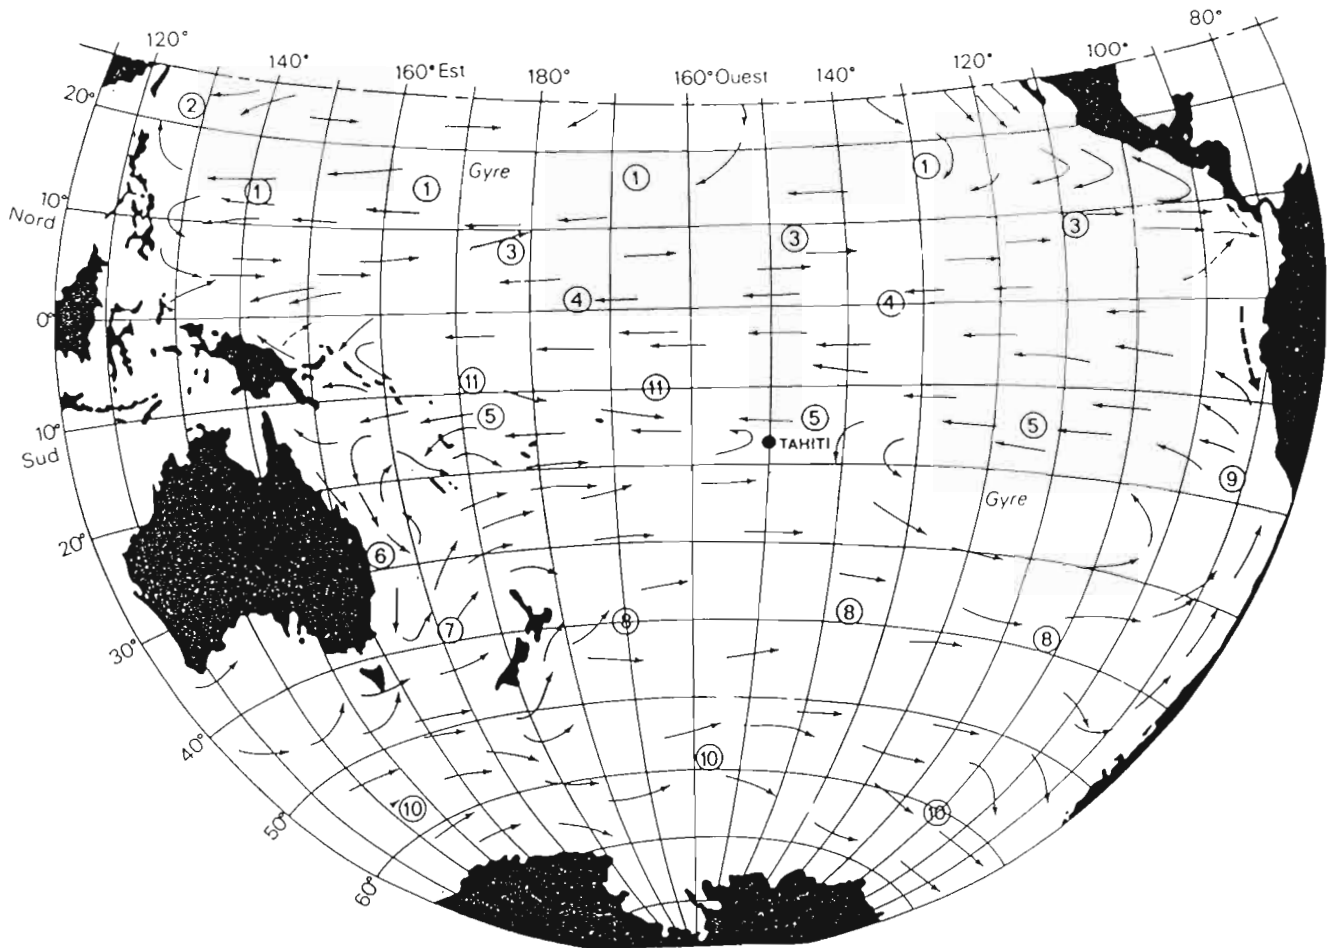 120° 140° 160° Est 180° 160° Ouest 140° 120° 100° 80°
20° ②
Gyre ① ①
① ①
10°
Nord
③ ③ ③
④ ④
0°
⑪ ⑪
⑤ ⑤ ⑤
10°
Sud
TAHITI
⑨
Gyre
20°
⑥
⑦ ⑧ ⑧ ⑧
30°
40°
⑩
⑩ ⑩
50°
60°